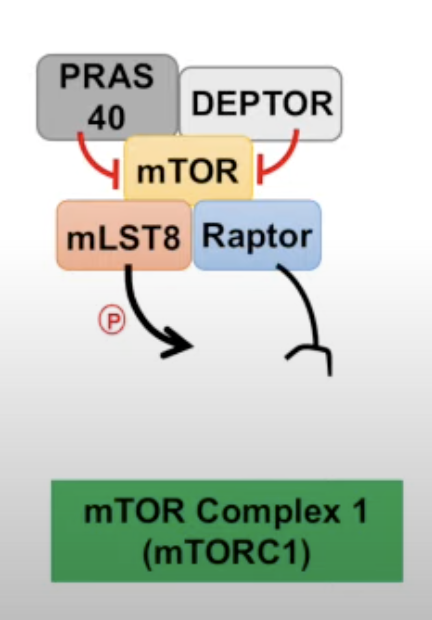 PRAS
40
DEPTOR
mTOR
mLST8
Raptor
P
mTOR Complex 1
(mTORC1)